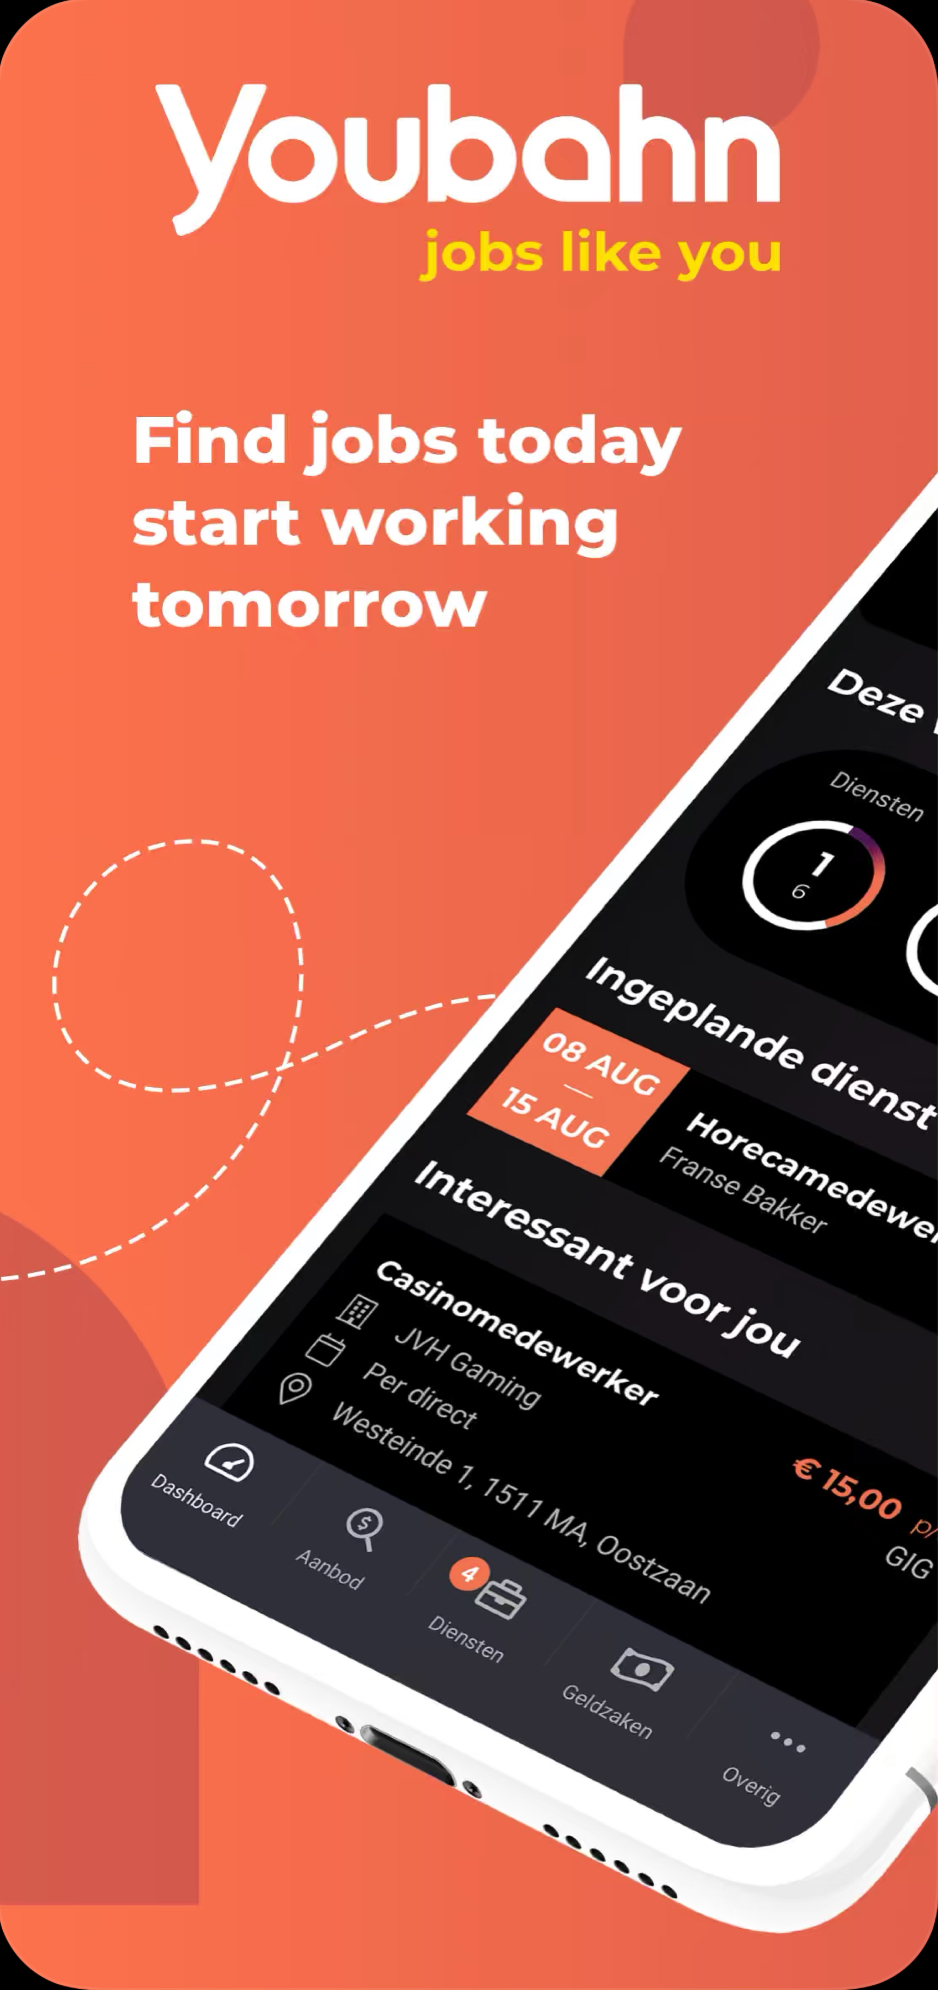 Youbahn
jobs like you
Find jobs today
start working
tomorrow
Deze
Diensten
1
6
Ingeplande
08 AUG
15 AUG
Franse Bakker
Interessant voor jou
Casinomedewerker
JVH Gaming
Per direct
Westeinde 1, 1511 MA, Oostzaan
€ 15,00 p/
GIG
Dashboard
Aanbod
4
Diensten
Geldzaken
Overig